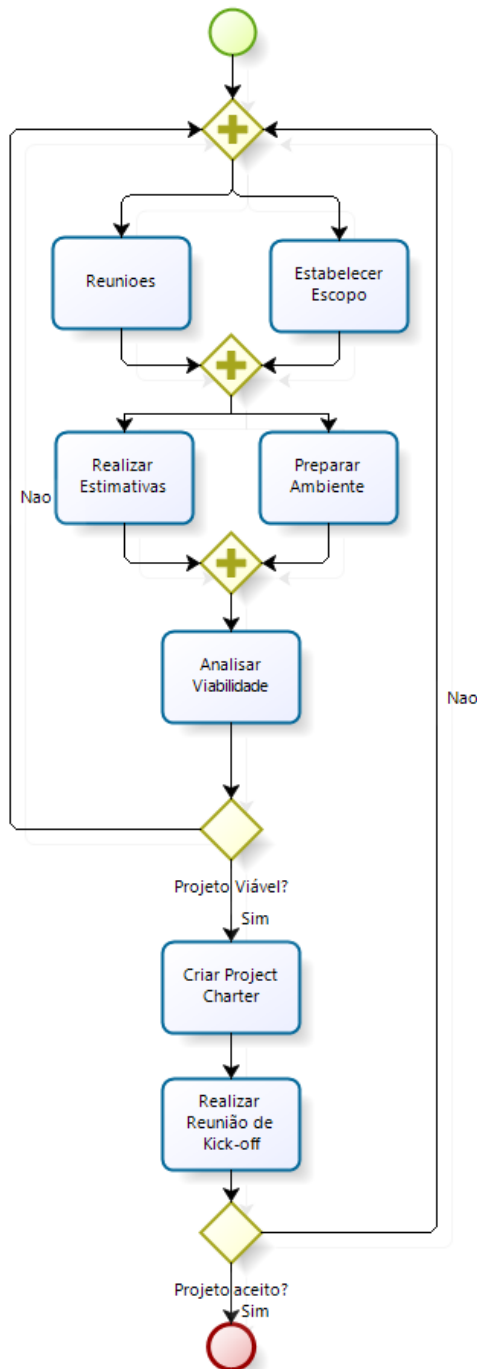 Reunioes
Estabelecer
Escopo
Realizar
Estimativas
Preparar
Ambiente
Nao
Analisar
Viabilidade
Nao
Projeto Viável?
Sim
Criar Project
Charter
Realizar
Reunião de
Kick-off
Projeto aceito?
Sim